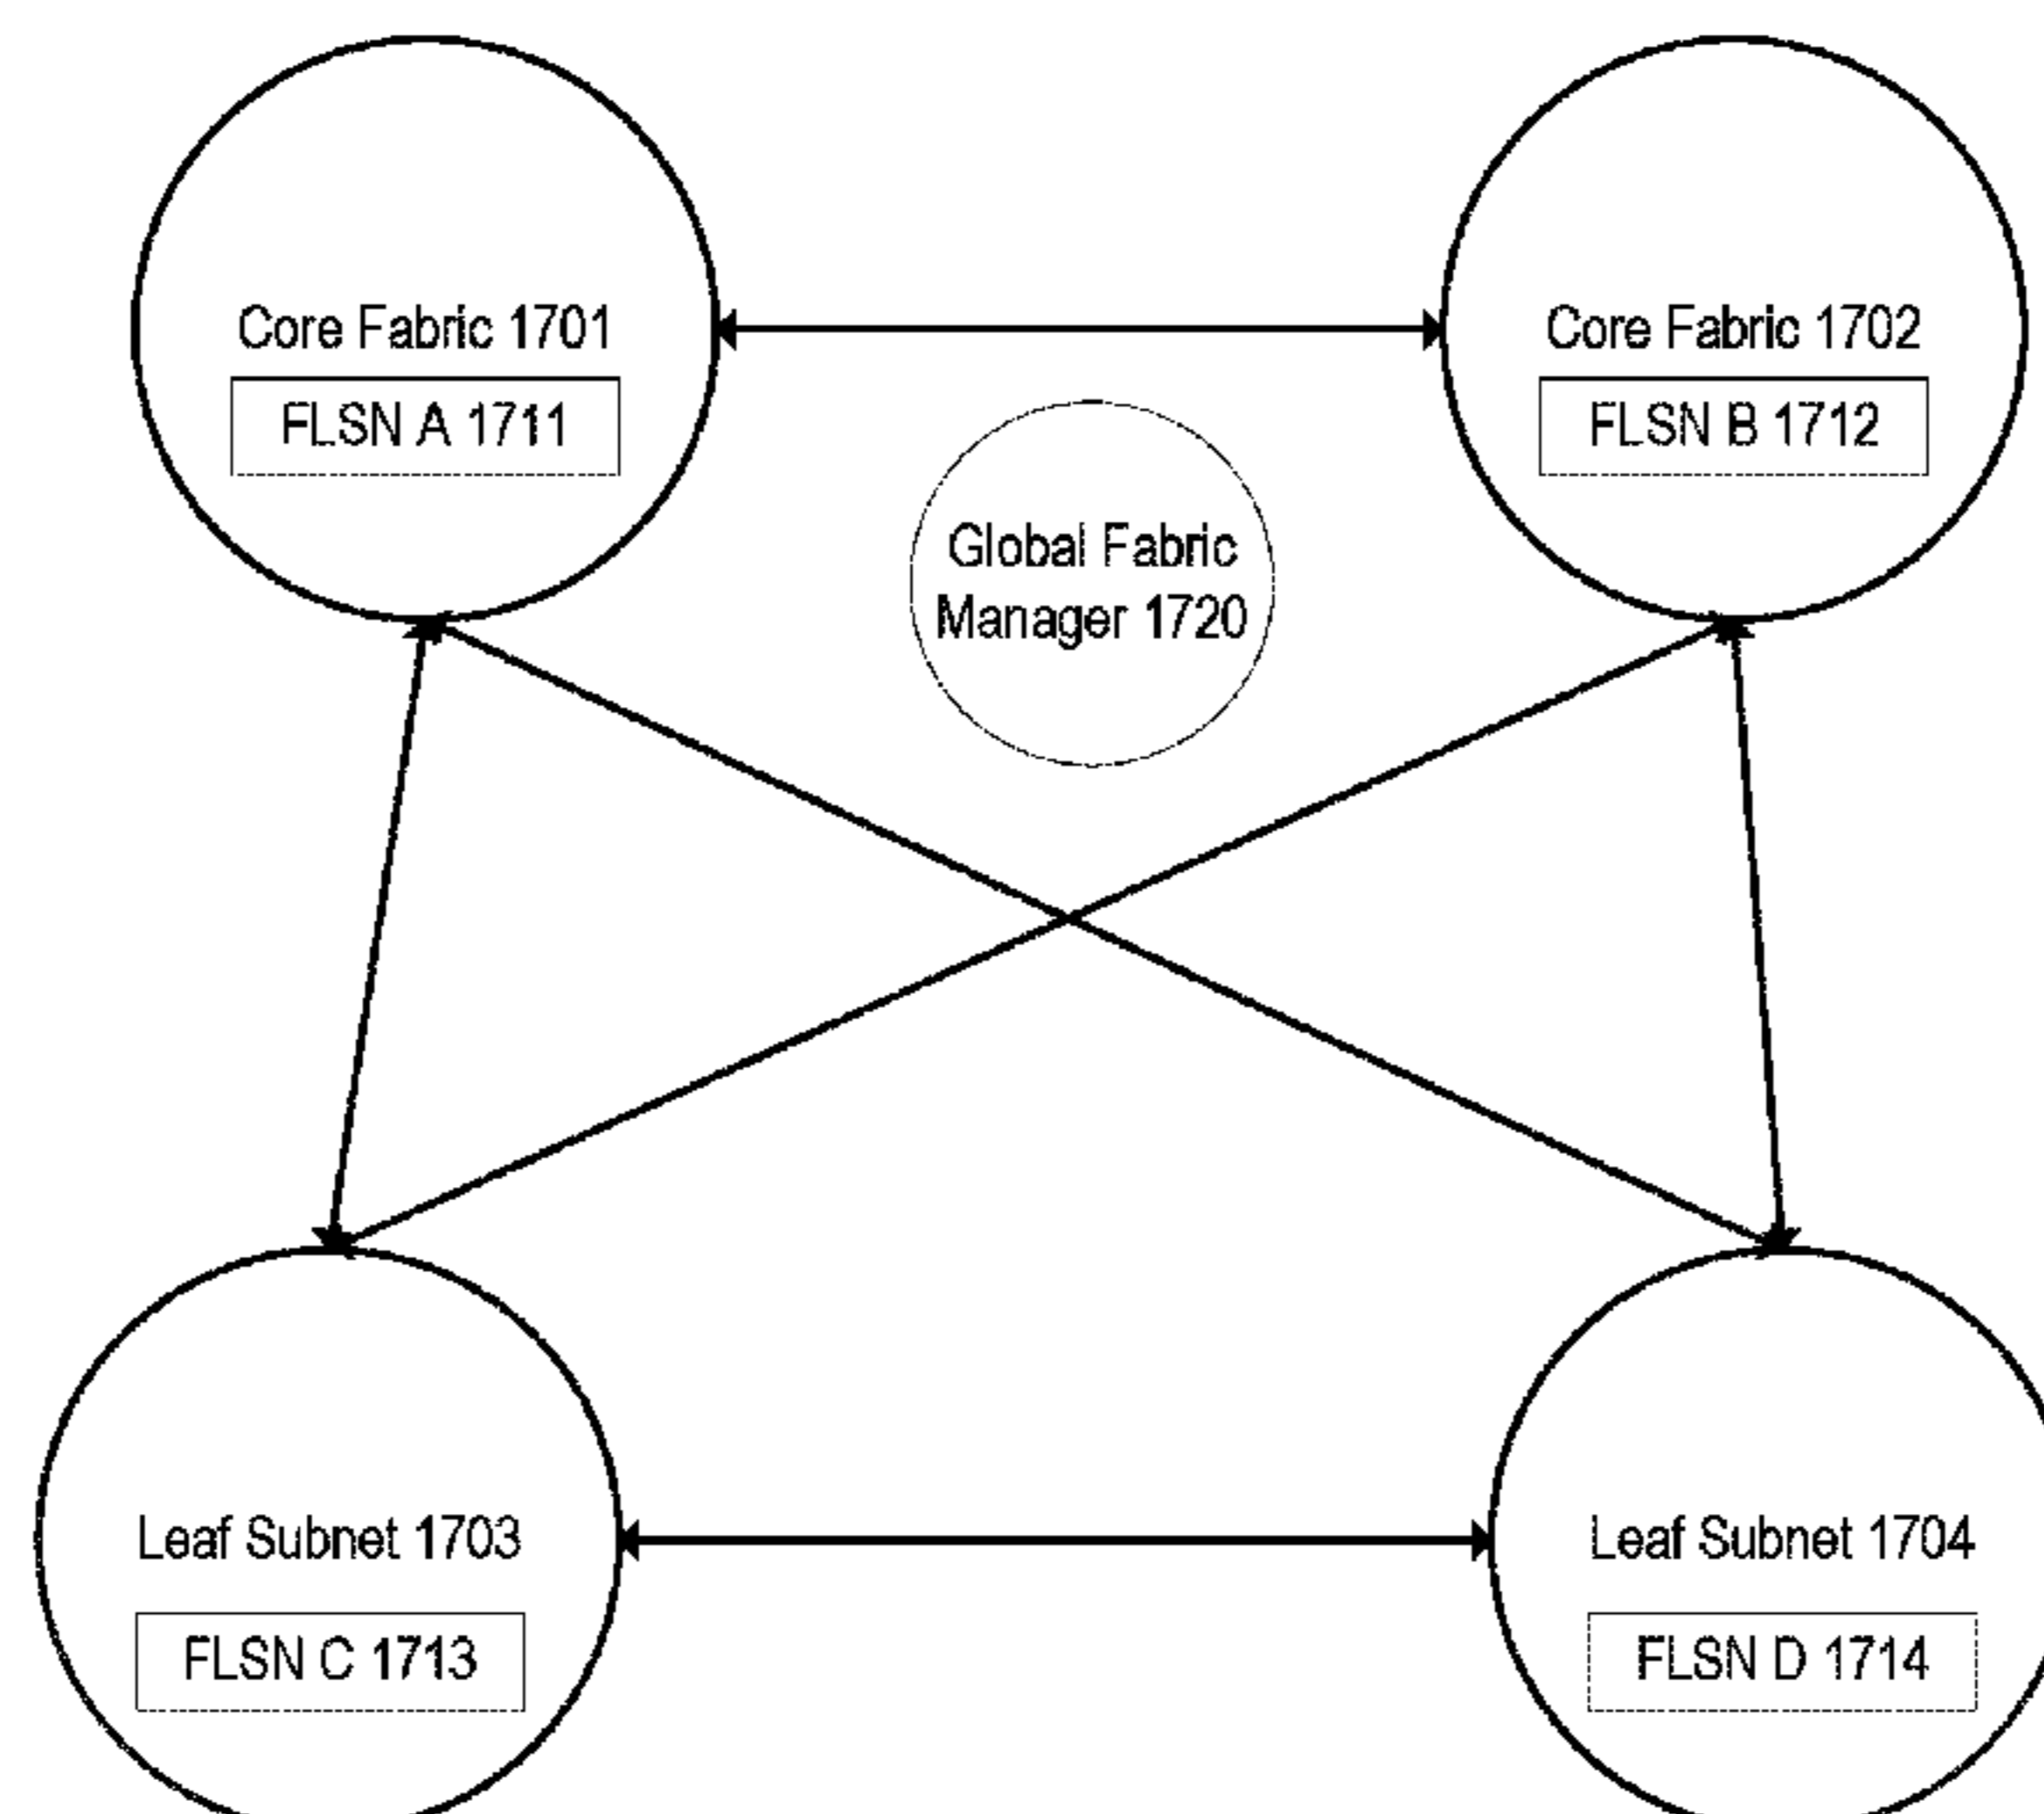 Core Fabric 1701
FLSN A 1711
Core Fabric 1702
FLSN B 1712
Global Fabric
Manager 1720
Leaf Subnet 1703
FLSN C 1713
Leaf Subnet 1704
FLSN D 1714